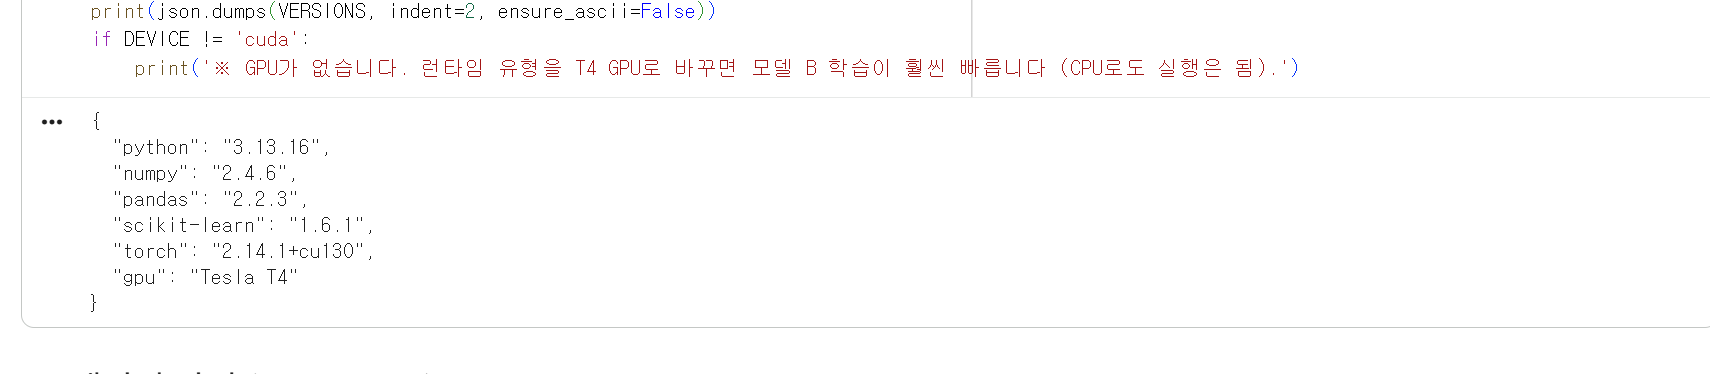 print(json.dumps(VERSIONS, indent=2, ensure_ascii=False))
if DEVICE != 'cuda':
    print('※ GPU가 없습니다. 런타임 유형을 T4 GPU로 바꾸면 모델 B 학습이 훨씬 빠릅니다 (CPU로도 실행은 됨).')
{
  "python": "3.13.16",
  "numpy": "2.4.6",
  "pandas": "2.2.3",
  "scikit-learn": "1.6.1",
  "torch": "2.14.1+cu130",
  "gpu": "Tesla T4"
}